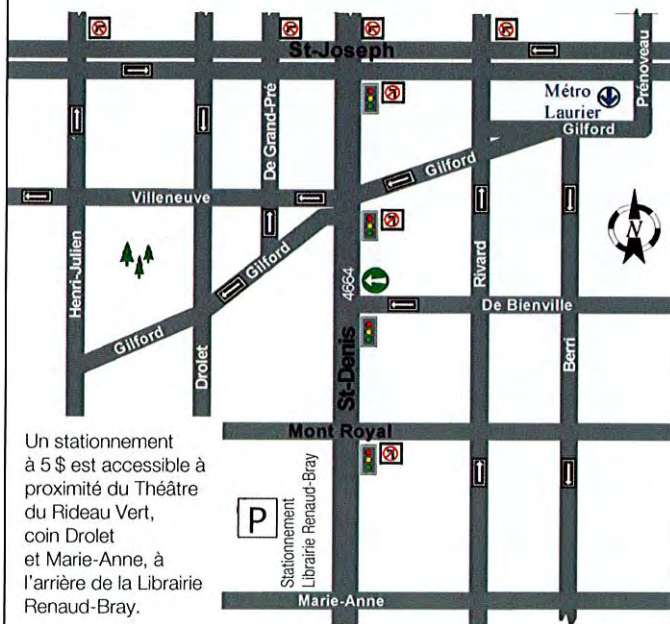 St-Joseph
Prénoveau
De Grand-Pré
Métro
Laurier
Gilford
Gilford
Villeneuve
Henri-Julien
Gilford
Rivard
N
4664
De Bienville
Gilford
Drolet
St-Denis
Berri
Mont Royal
Un stationnement
à 5 $ est accessible à
proximité du Théâtre
du Rideau Vert,
coin Drolet
et Marie-Anne, à
l'arrière de la Librairie
Renaud-Bray.
P
Stationnement
Librairie Renaud-Bray
Marie-Anne